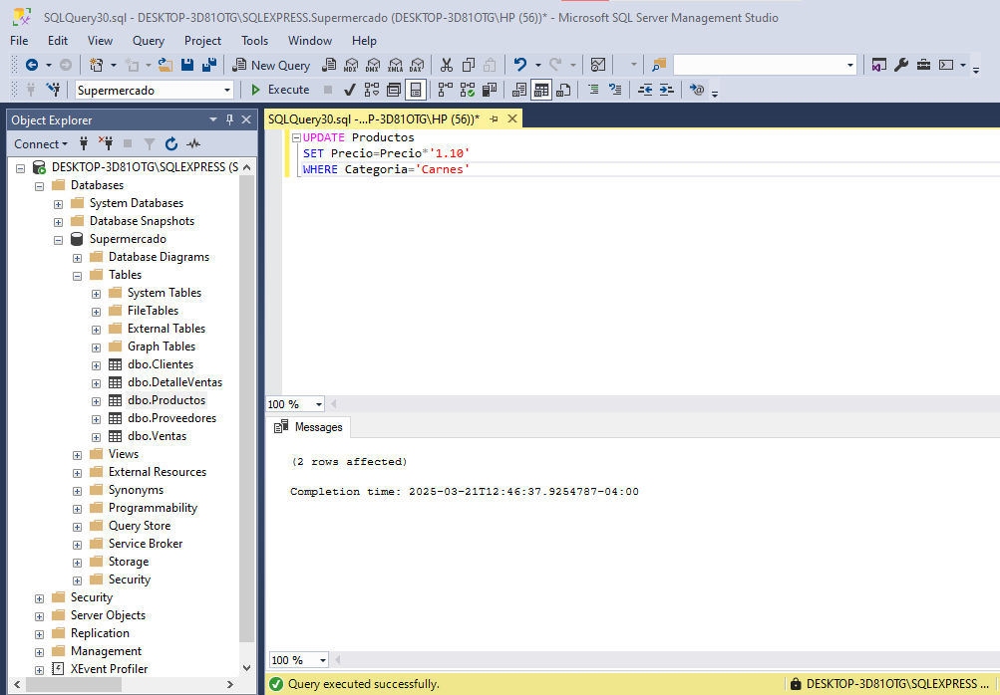 SQLQuery30.sql - DESKTOP-3D81OTG\SQLEXPRESS.Supermercado (DESKTOP-3D81OTG\HP (56))* - Microsoft SQL Server Management Studio
File Edit View Query Project Tools Window Help
New Query MDX DMX XMLA DAX
Supermercado Execute
Object Explorer
Connect
DESKTOP-3D81OTG\SQLEXPRESS (S
Databases
System Databases
Database Snapshots
Supermercado
Database Diagrams
Tables
System Tables
FileTables
External Tables
Graph Tables
dbo.Clientes
dbo.DetalleVentas
dbo.Productos
dbo.Proveedores
dbo.Ventas
Views
External Resources
Synonyms
Programmability
Query Store
Service Broker
Storage
Security
Security
Server Objects
Replication
Management
XEvent Profiler
SQLQuery30.sql -...P-3D81OTG\HP (56))*
UPDATE Productos
SET Precio=Precio*'1.10'
WHERE Categoria='Carnes'
100 %
Messages
(2 rows affected)
Completion time: 2025-03-21T12:46:37.9254787-04:00
100 %
Query executed successfully.
DESKTOP-3D81OTG\SQLEXPRESS ...